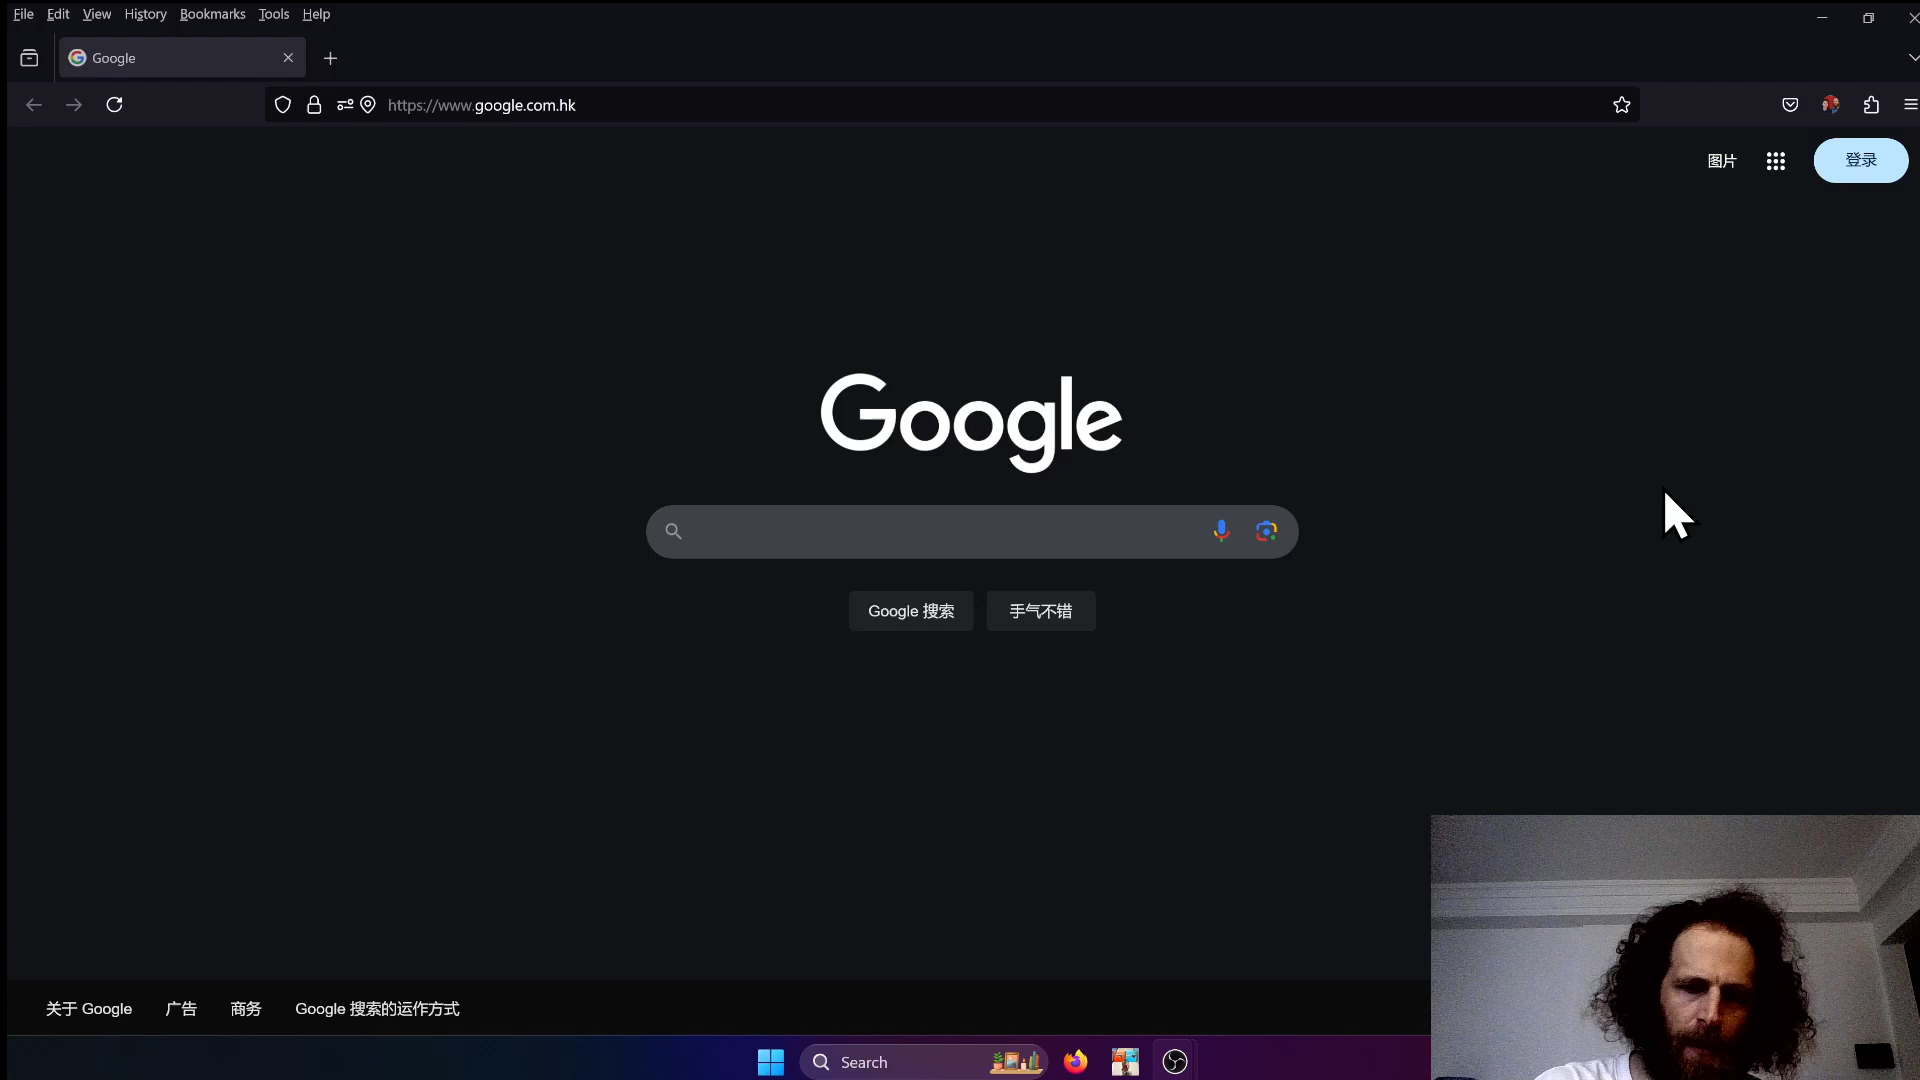 File Edit View History Bookmarks Tools Help
Google
https://www.google.com.hk
图片
登录
Google
Google 搜索
手气不错
关于 Google
广告
商务
Google 搜索的运作方式
Search